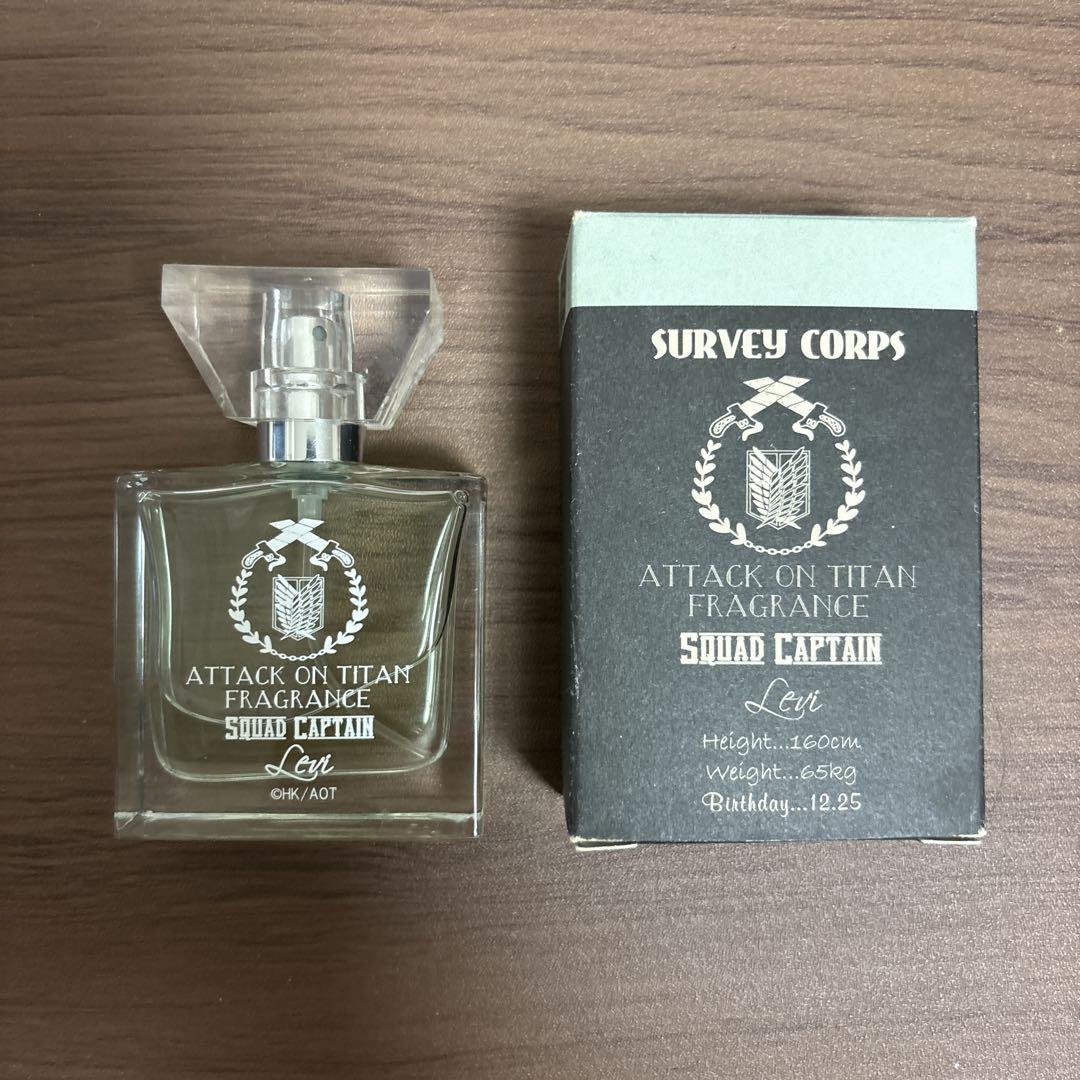 ATTACK ON TITAN
FRAGRANCE
SQUAD CAPTAIN
Levi
©HK/AOT
SURVEY CORPS
ATTACK ON TITAN
FRAGRANCE
SQUAD CAPTAIN
Levi
Height...160cm
Weight...65kg
Birthday...12.25